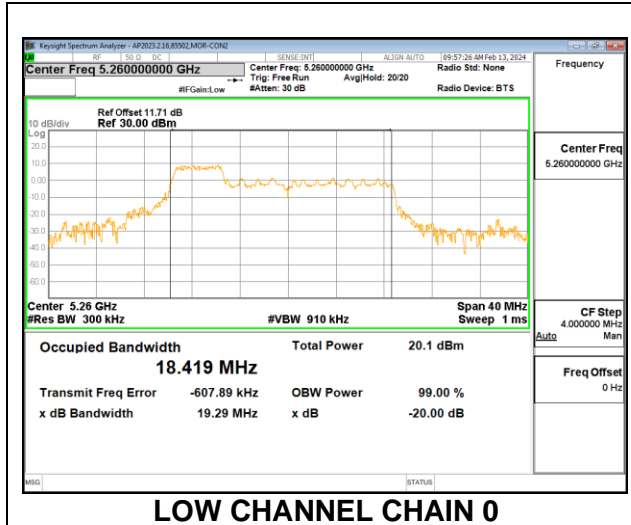 Keysight Spectrum Analyzer - AP2023.2.16,85502,MOR-CON2
RF 50 Ω DC SENSE:INT ALIGN AUTO 09:57:26 AM Feb 13, 2024
Center Freq 5.260000000 GHz
Center Freq: 5.260000000 GHz Radio Std: None
Trig: Free Run Avg|Hold: 20/20
#IFGain:Low #Atten: 30 dB Radio Device: BTS
Frequency
Ref Offset 11.71 dB
10 dB/div Ref 30.00 dBm
Log
20.0
10.0
0.00
-10.0
-20.0
-30.0
-40.0
-50.0
-60.0
Center Freq
5.260000000 GHz
Center 5.26 GHz Span 40 MHz
#Res BW 300 kHz #VBW 910 kHz Sweep 1 ms
CF Step
4.000000 MHz
Auto Man
Occupied Bandwidth Total Power 20.1 dBm
18.419 MHz
Transmit Freq Error -607.89 kHz OBW Power 99.00 %
x dB Bandwidth 19.29 MHz x dB -20.00 dB
Freq Offset
0 Hz
MSG STATUS
LOW CHANNEL CHAIN 0